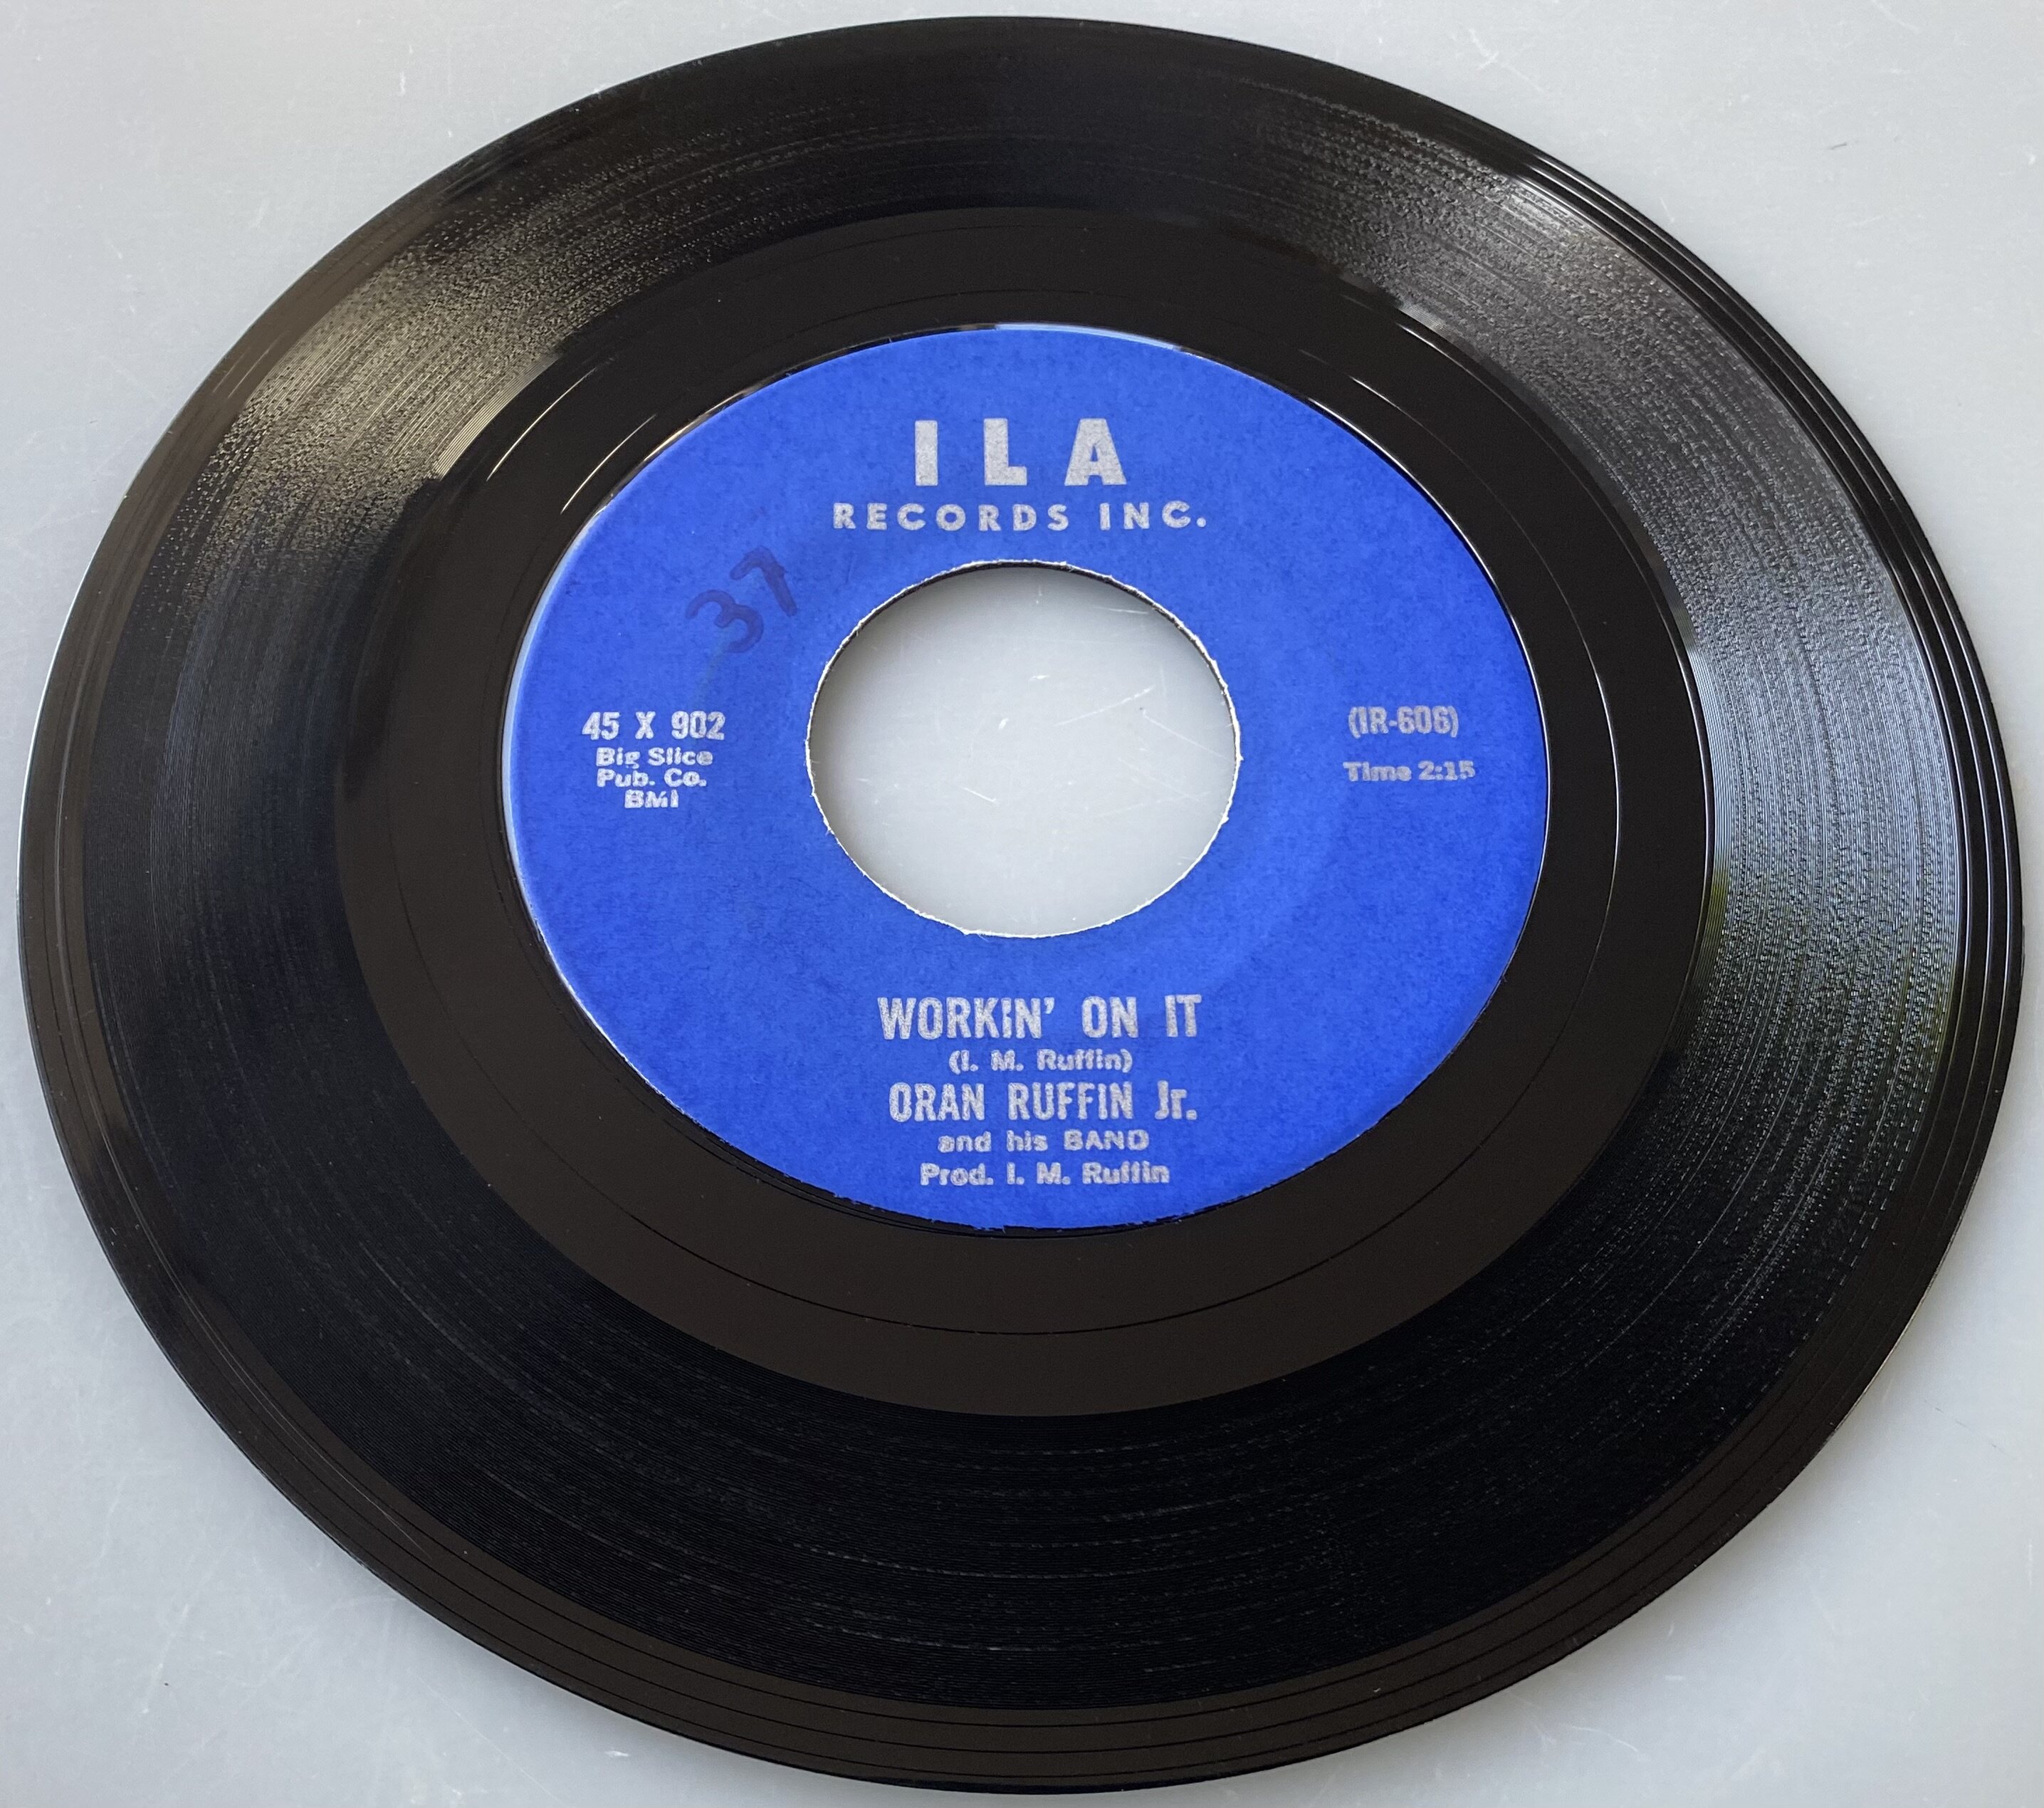 ILA
RECORDS INC.
37
45 X 902
Big Slice
Pub. Co.
BMI
(IR-606)
Time 2:15
WORKIN' ON IT
(I. M. Ruffin)
ORAN RUFFIN Jr.
and his BAND
Prod. I. M. Ruffin